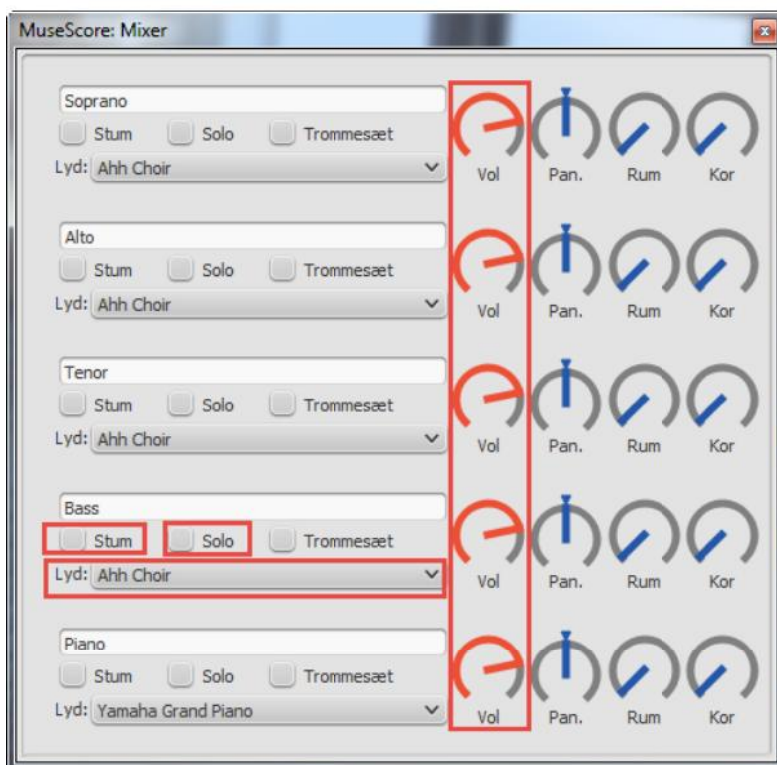 MuseScore: Mixer
Soprano
Stum Solo Trommesæt
Lyd: Ahh Choir
Vol Pan. Rum Kor
Alto
Stum Solo Trommesæt
Lyd: Ahh Choir
Vol Pan. Rum Kor
Tenor
Stum Solo Trommesæt
Lyd: Ahh Choir
Vol Pan. Rum Kor
Bass
Stum Solo Trommesæt
Lyd: Ahh Choir
Vol Pan. Rum Kor
Piano
Stum Solo Trommesæt
Lyd: Yamaha Grand Piano
Vol Pan. Rum Kor